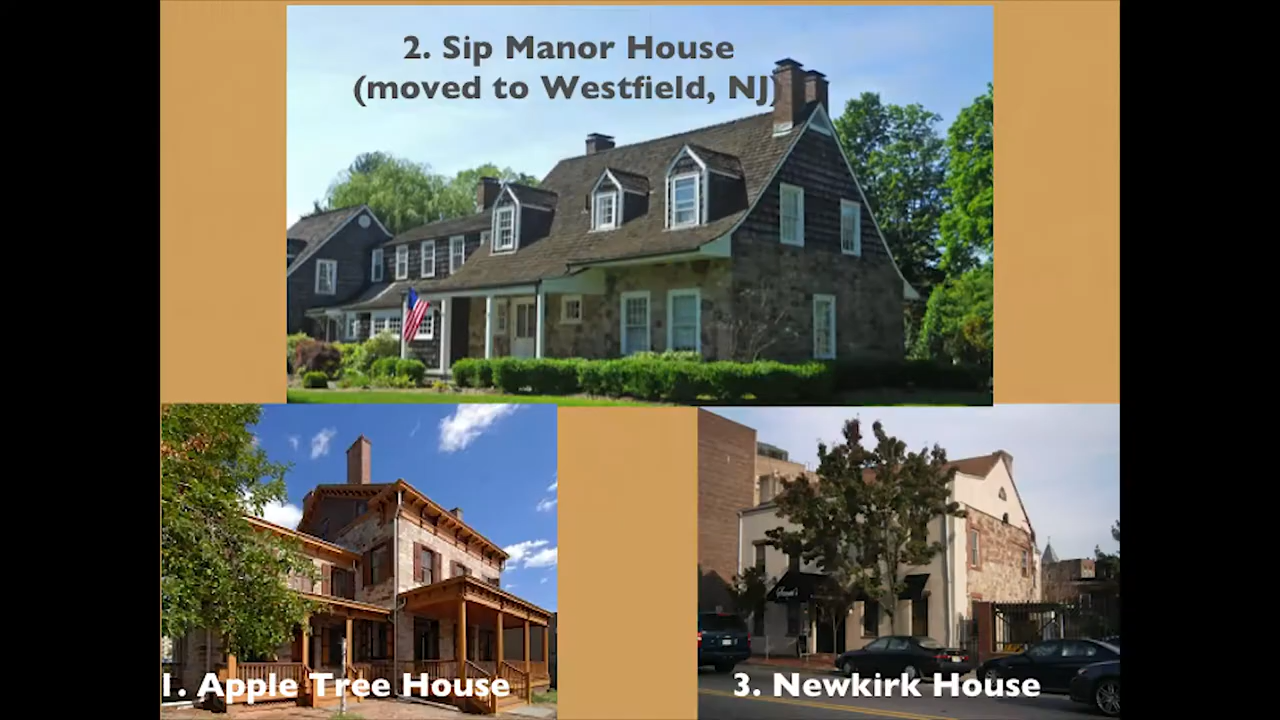 2. Sip Manor House
(moved to Westfield, NJ)
1. Apple Tree House
3. Newkirk House